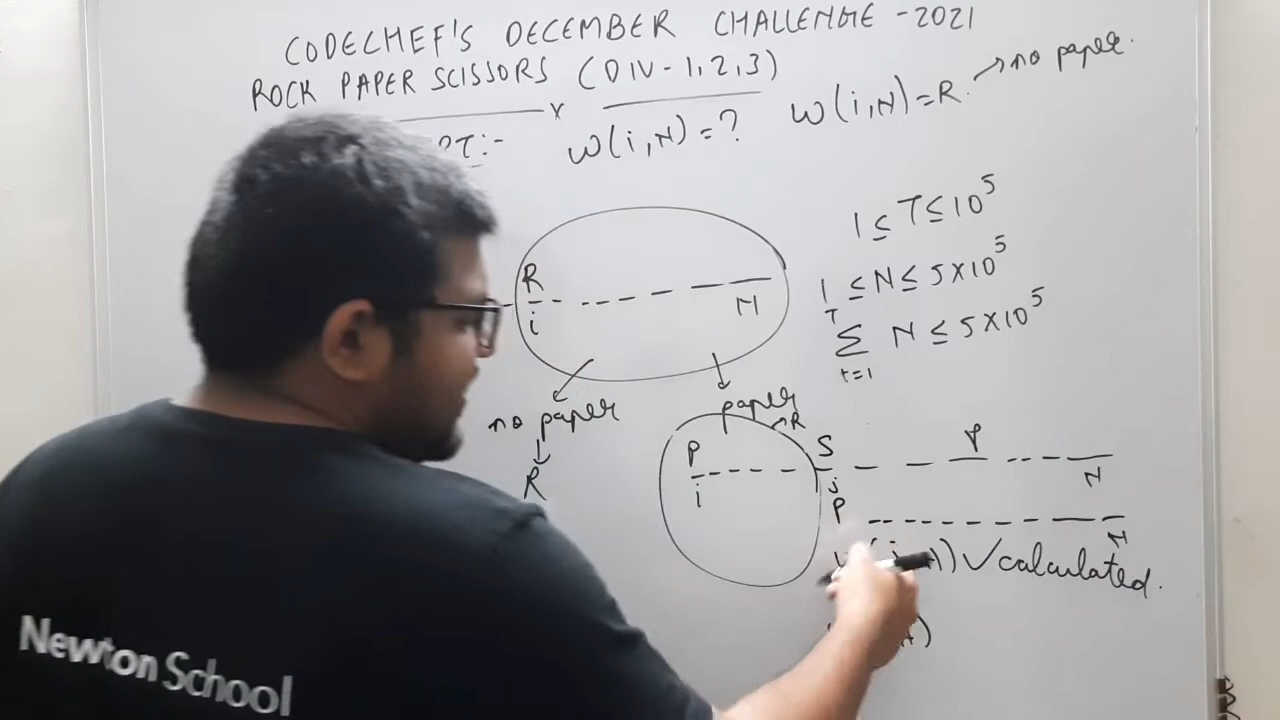 CODECHEF'S DECEMBER CHALLENGE -2021
ROCK PAPER SCISSORS (DIV-1,2,3)
w(i,N)=?
w(i,N)=R → no paper.
1 ≤ T ≤ 10^5
1 ≤ N ≤ 5×10^5
T
∑ N ≤ 5×10^5
t=1
R
i
N
no paper
R
paper
R
P
i
S
j
P
N
P
N
✓calculated.
Newton School